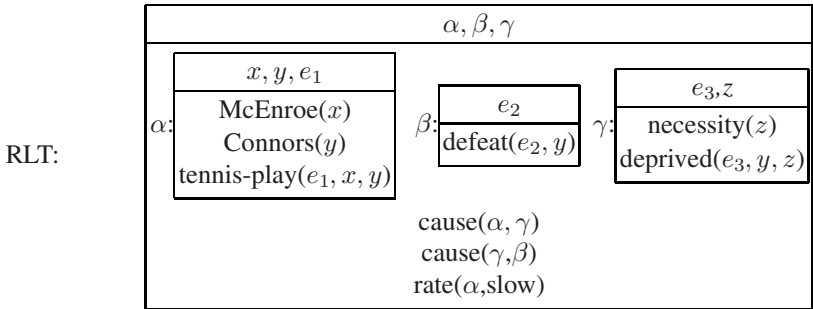 α, β, γ
RLT:
α:
x, y, e₁
McEnroe(x)
Connors(y)
tennis-play(e₁, x, y)
β:
e₂
defeat(e₂, y)
γ:
e₃,z
necessity(z)
deprived(e₃, y, z)
cause(α, γ)
cause(γ,β)
rate(α,slow)